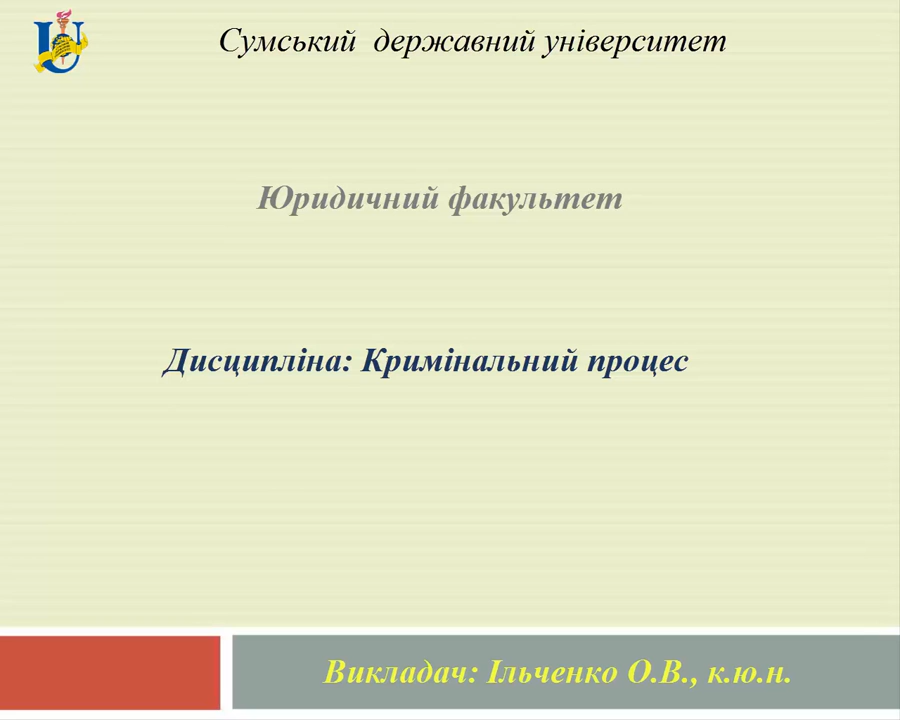 Сумський державний університет
Юридичний факультет
Дисципліна: Кримінальний процес
Викладач: Ільченко О.В., к.ю.н.